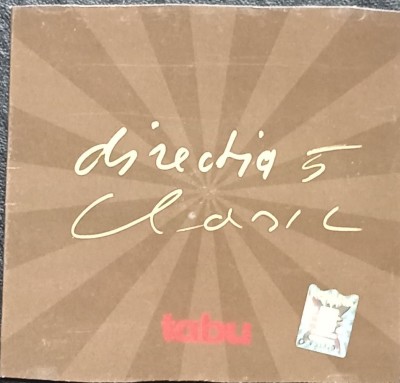 directia 5
Clasic
tabu